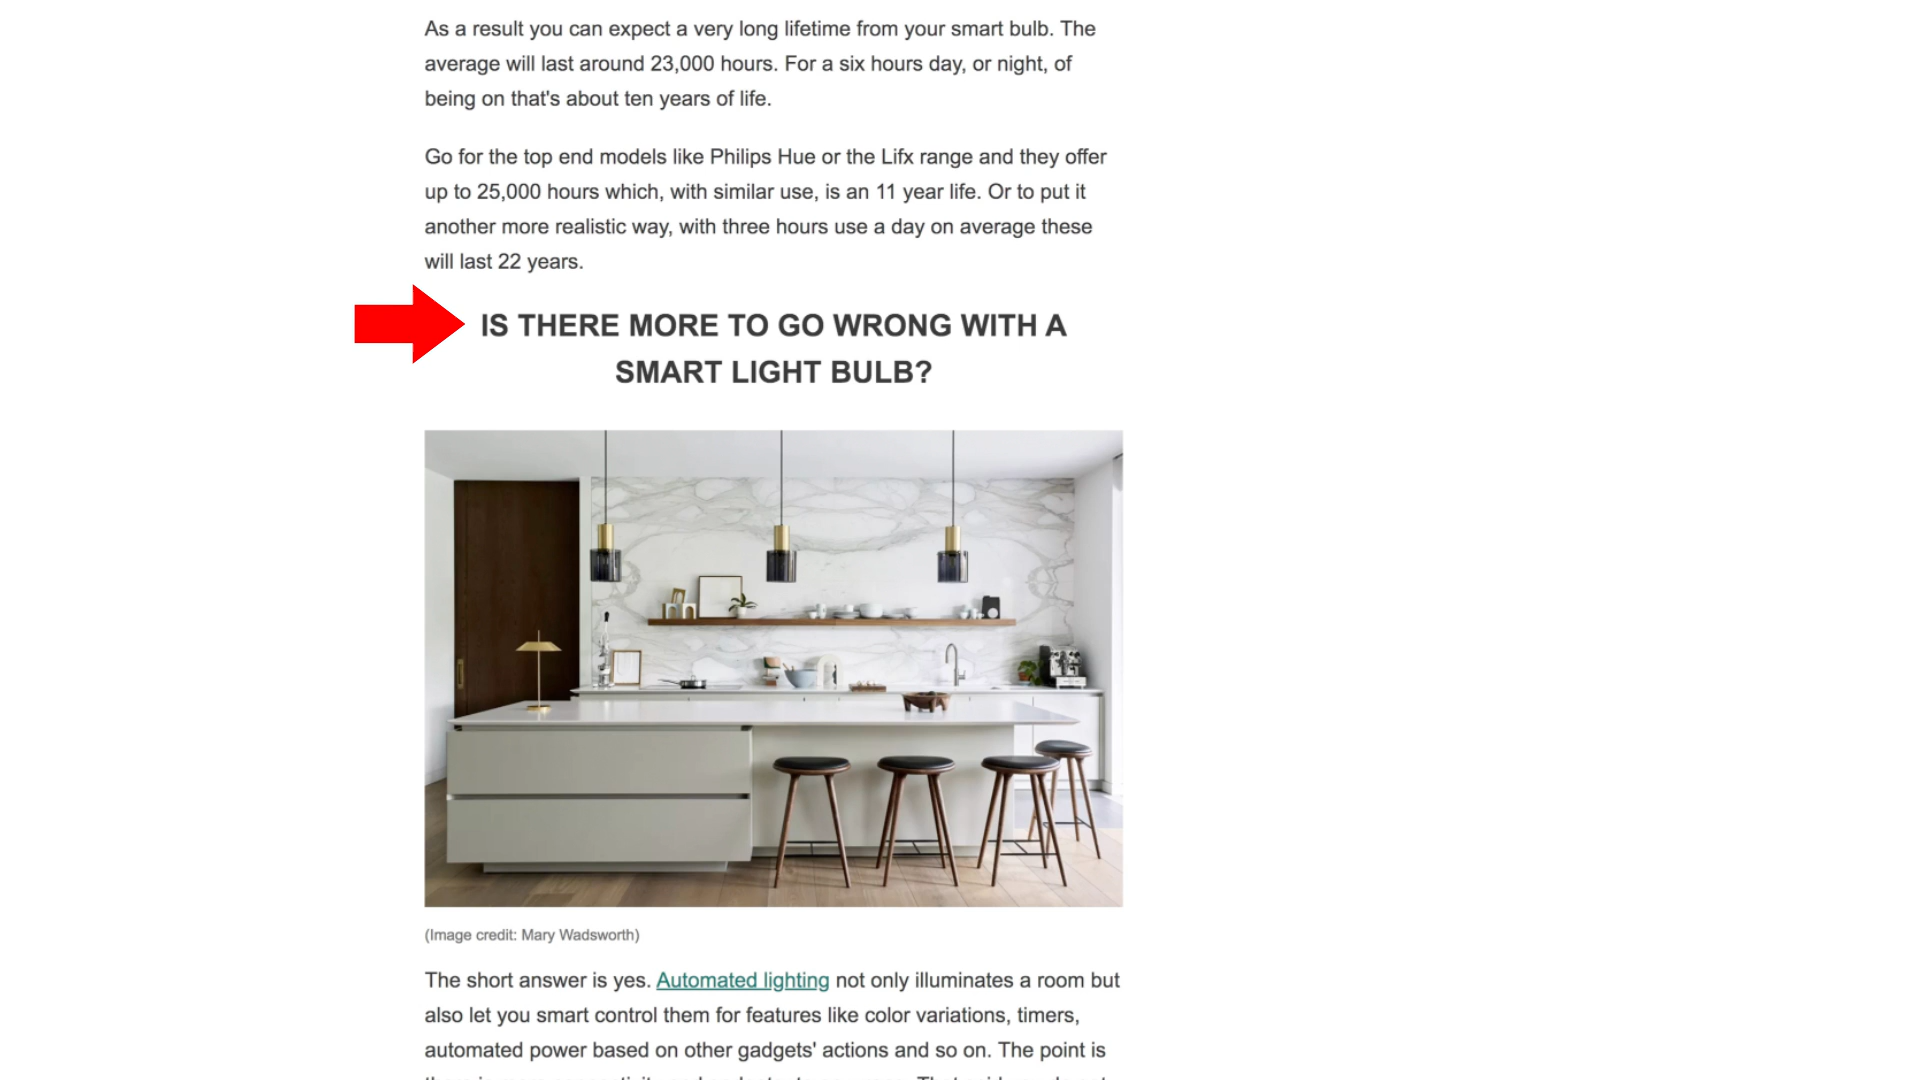 As a result you can expect a very long lifetime from your smart bulb. The
average will last around 23,000 hours. For a six hours day, or night, of
being on that's about ten years of life.
Go for the top end models like Philips Hue or the Lifx range and they offer
up to 25,000 hours which, with similar use, is an 11 year life. Or to put it
another more realistic way, with three hours use a day on average these
will last 22 years.
IS THERE MORE TO GO WRONG WITH A
SMART LIGHT BULB?
(Image credit: Mary Wadsworth)
The short answer is yes. Automated lighting not only illuminates a room but
also let you smart control them for features like color variations, timers,
automated power based on other gadgets' actions and so on. The point is